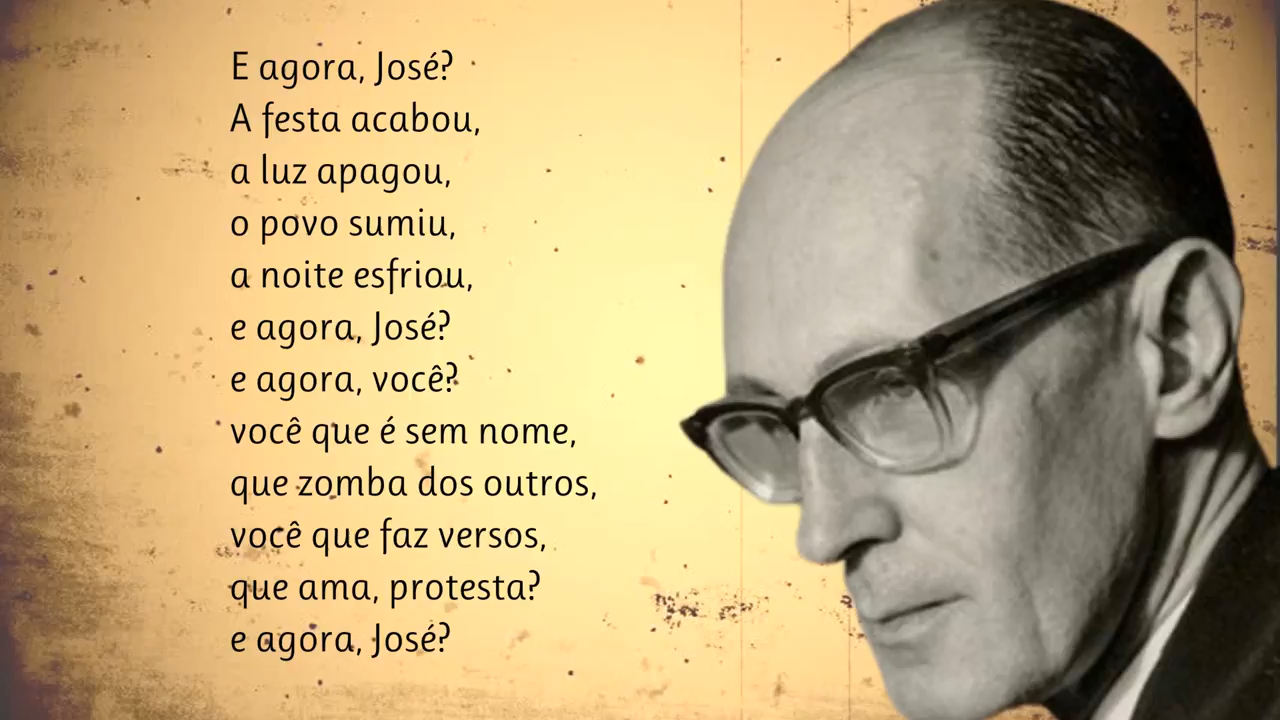 E agora, José?
A festa acabou,
a luz apagou,
o povo sumiu,
a noite esfriou,
e agora, José?
e agora, você?
você que é sem nome,
que zomba dos outros,
você que faz versos,
que ama, protesta?
e agora, José?